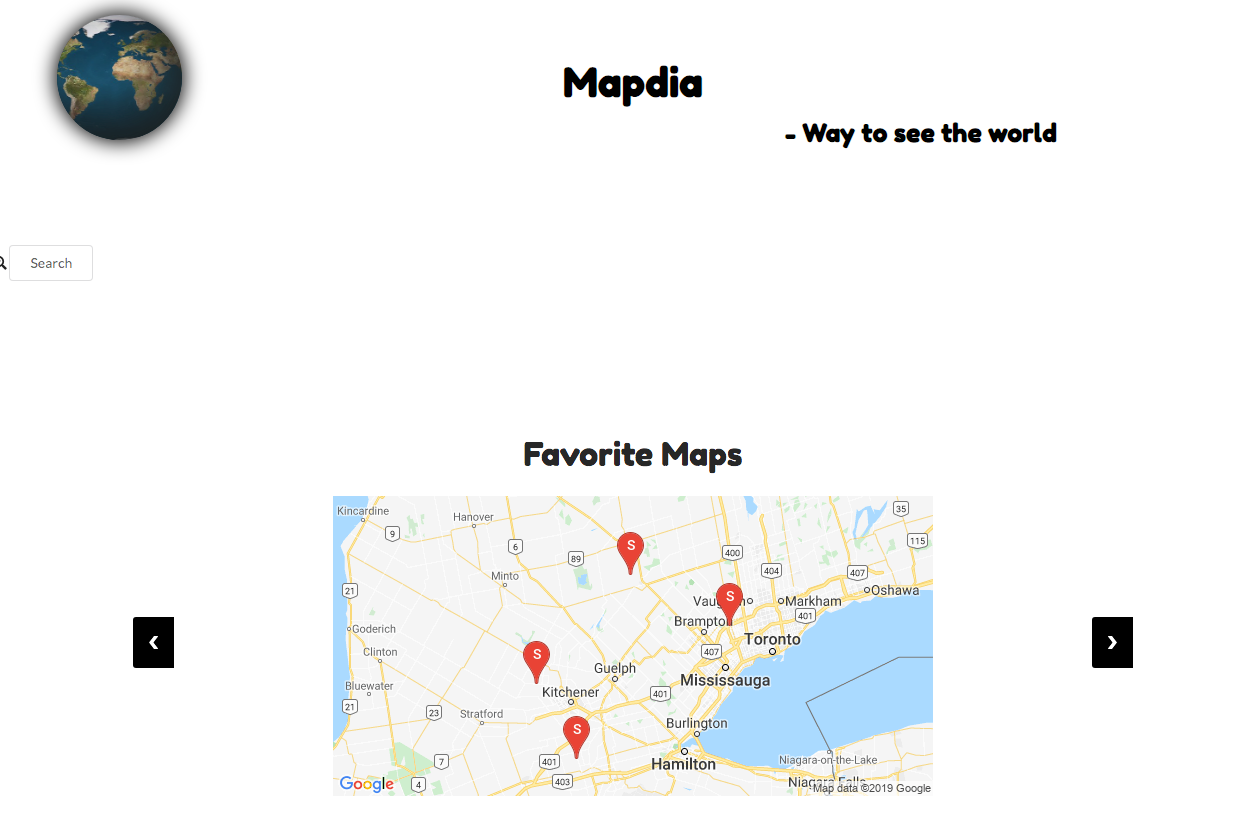 Mapdia
- Way to see the world
Search
Favorite Maps
Kincardine
Hanover
35
9
6
89
S
400
115
404
407
Minto
21
S
Oshawa
Markham
401
Brampton
Goderich
Toronto
Clinton
407
S
Guelph
Mississauga
Bluewater
Kitchener
401
21
23
Stratford
Burlington
S
7
401
Hamilton
Niagara-on-the-Lake
Google
4
403
Niagara Falls
Map data ©2019 Google